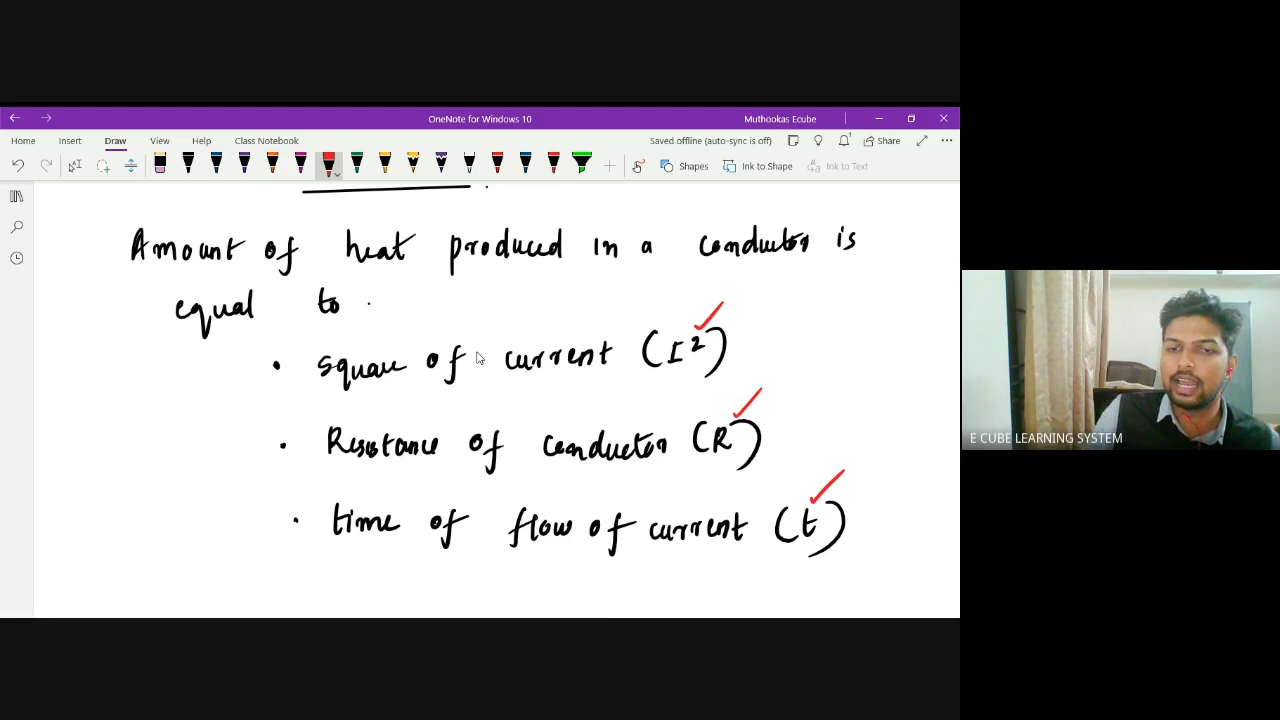 OneNote for Windows 10
Muthookas Ecube
Home Insert Draw View Help Class Notebook
Saved offline (auto-sync is off)
Share
Shapes
Ink to Shape
Ink to Text
Amount of heat produced in a conductor is
equal to .
• square of current (I²)
• Resistance of conductor (R)
• time of flow of current (t)
E CUBE LEARNING SYSTEM